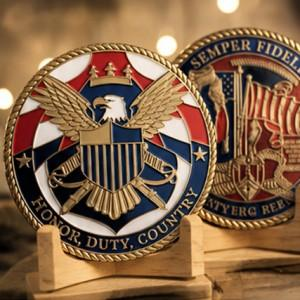 HONOR, DUTY, COUNTRY
SEMPER FIDEL